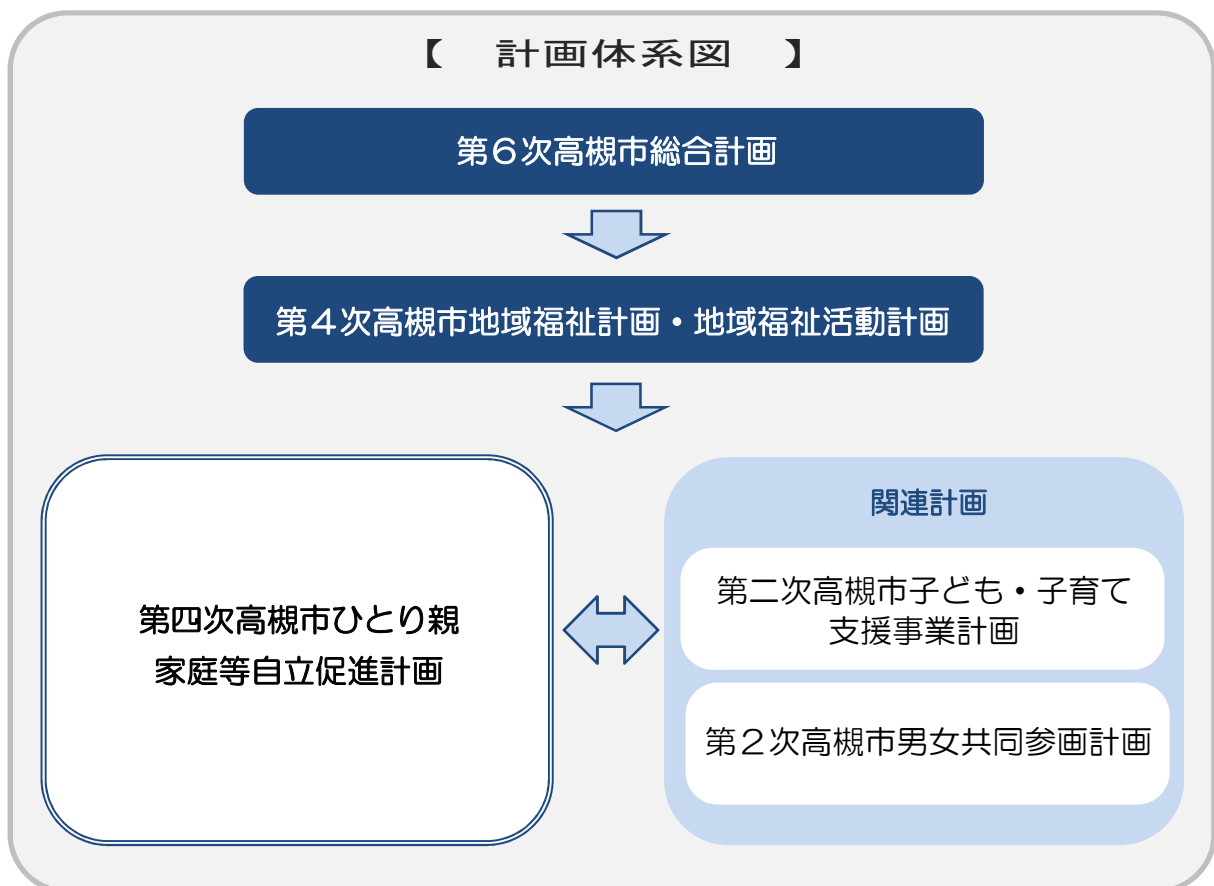 【　計画体系図　】
第６次高槻市総合計画
第４次高槻市地域福祉計画・地域福祉活動計画
第四次高槻市ひとり親
家庭等自立促進計画
関連計画
第二次高槻市子ども・子育て
支援事業計画
第２次高槻市男女共同参画計画